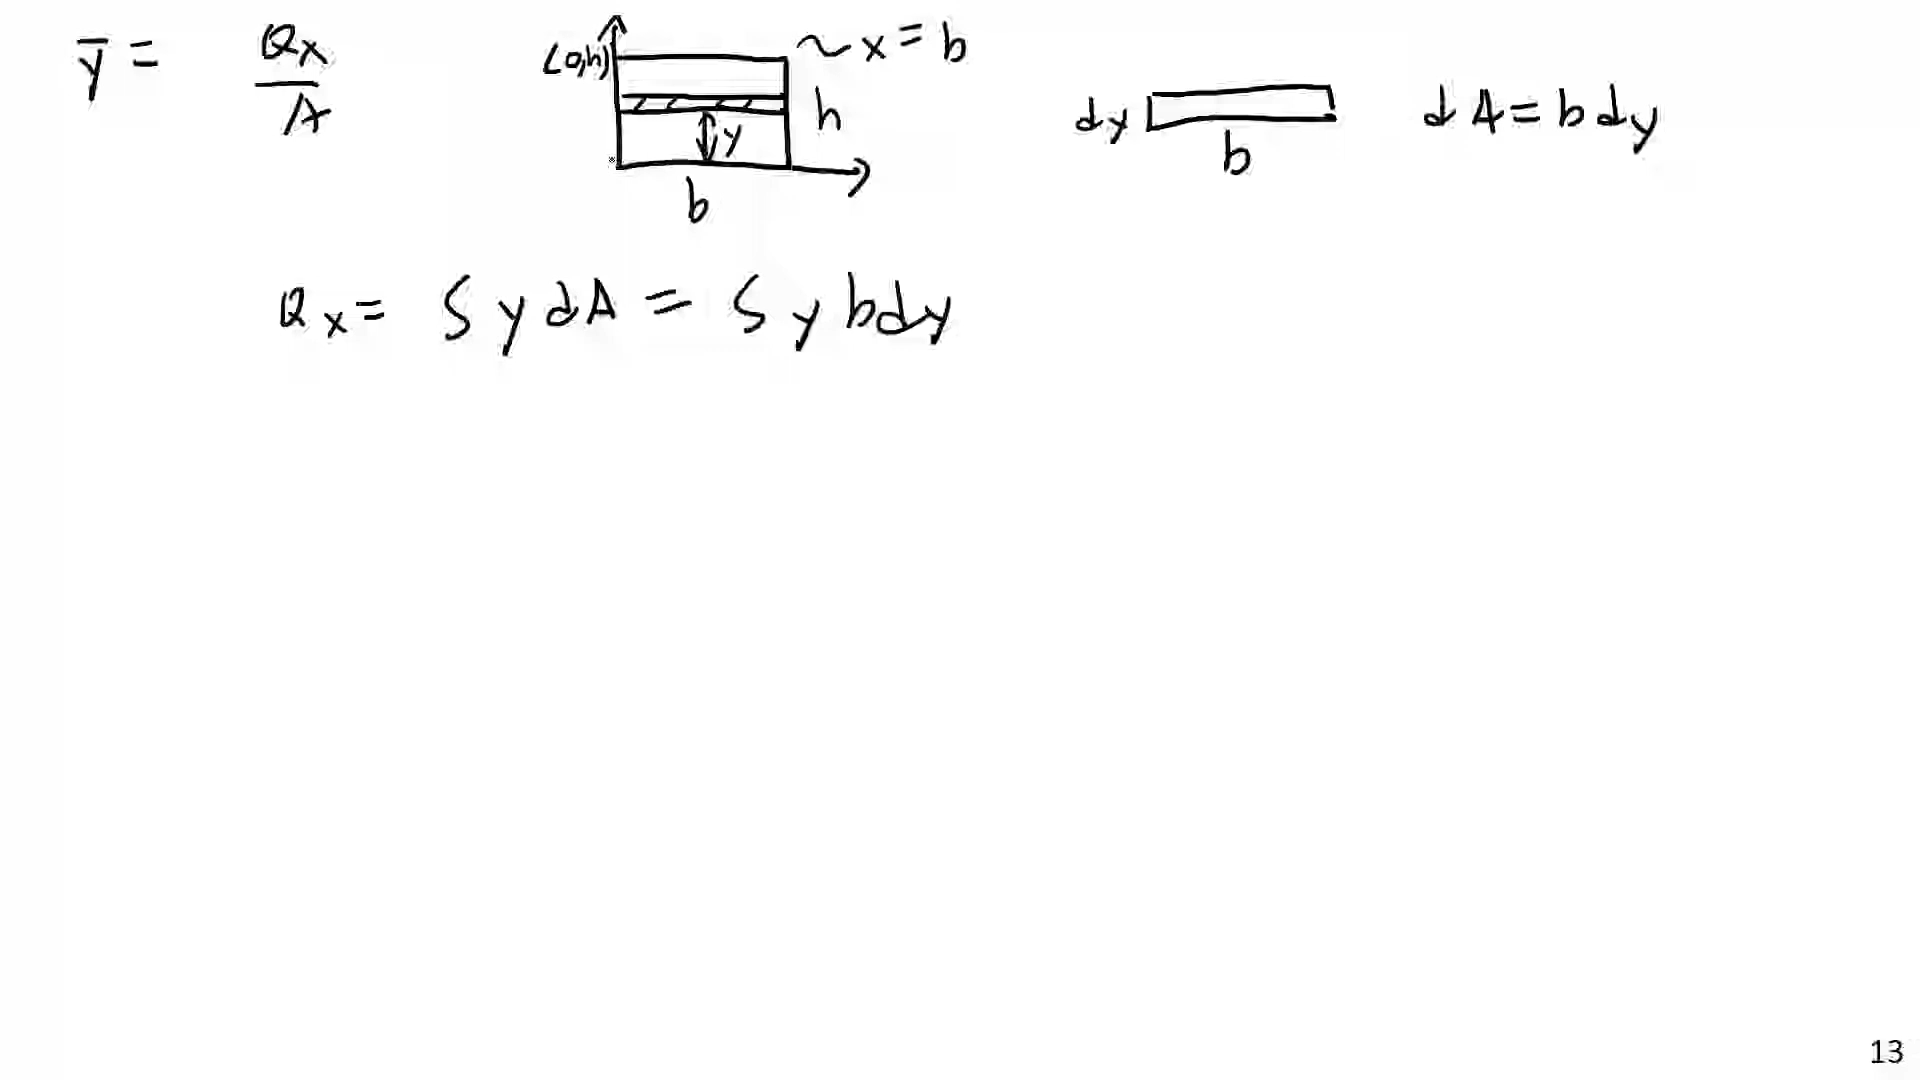 ȳ = Qx / A
(0,h)
~ x = b
h
y
b
dy
b
dA = b dy
Qx = ∫ y dA = ∫ y b dy
13